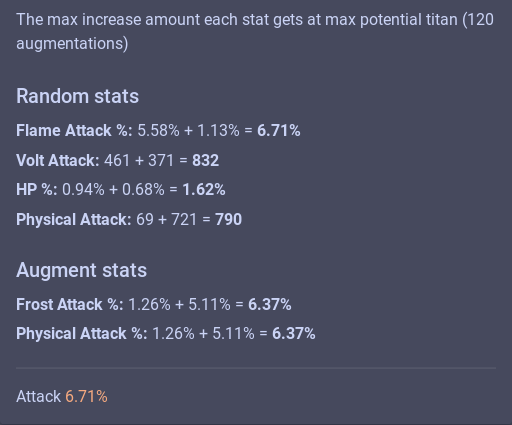 The max increase amount each stat gets at max potential titan (120
augmentations)
Random stats
Flame Attack %: 5.58% + 1.13% = 6.71%
Volt Attack: 461 + 371 = 832
HP %: 0.94% + 0.68% = 1.62%
Physical Attack: 69 + 721 = 790
Augment stats
Frost Attack %: 1.26% + 5.11% = 6.37%
Physical Attack %: 1.26% + 5.11% = 6.37%
Attack 6.71%